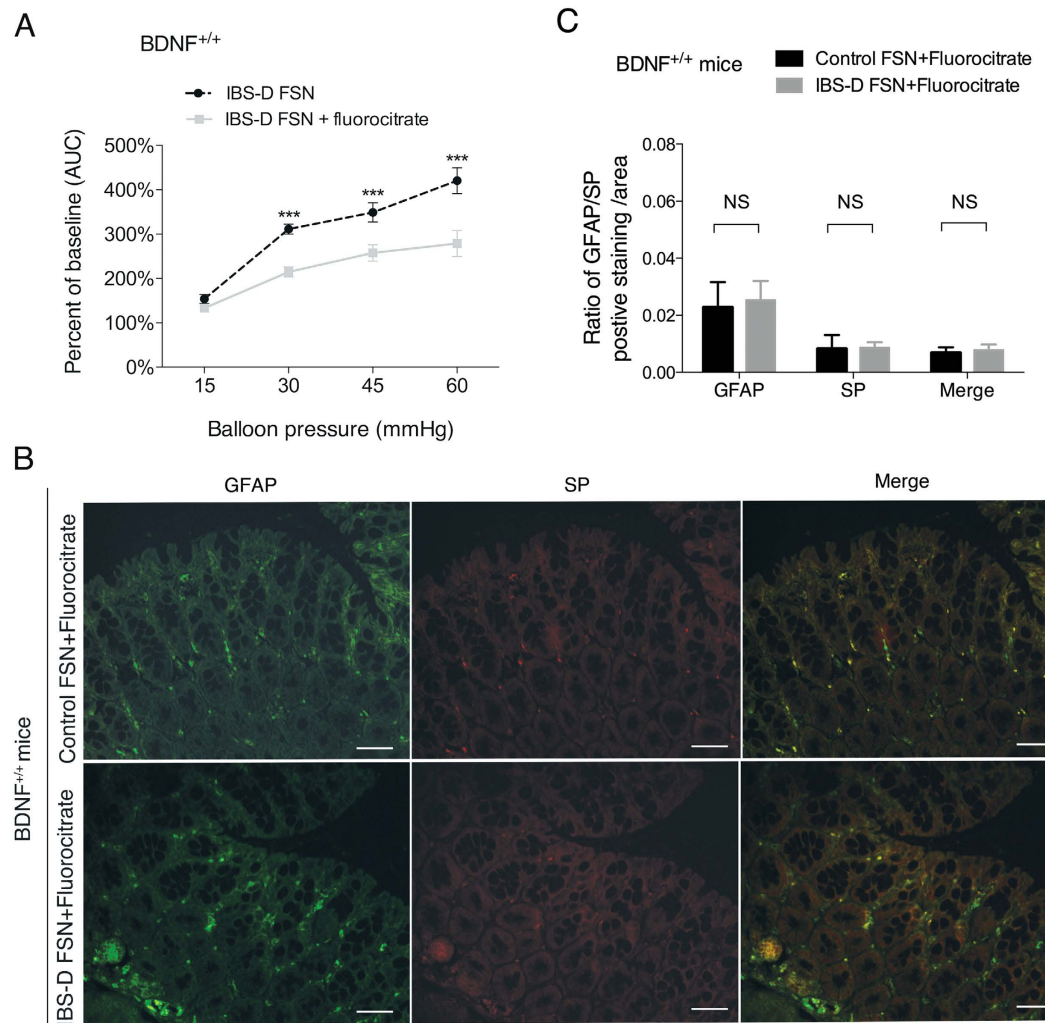 A
BDNF+/+
IBS-D FSN
IBS-D FSN + fluorocitrate
Percent of baseline (AUC)
500%
400%
300%
200%
100%
0%
***
***
***
15 30 45 60
Balloon pressure (mmHg)
C
BDNF+/+ mice
Control FSN+Fluorocitrate
IBS-D FSN+Fluorocitrate
Ratio of GFAP/SP
postive staining /area
0.08
0.06
0.04
0.02
0.00
NS NS NS
GFAP SP Merge
B
GFAP SP Merge
BDNF+/+ mice
Control FSN+Fluorocitrate
IBS-D FSN+Fluorocitrate